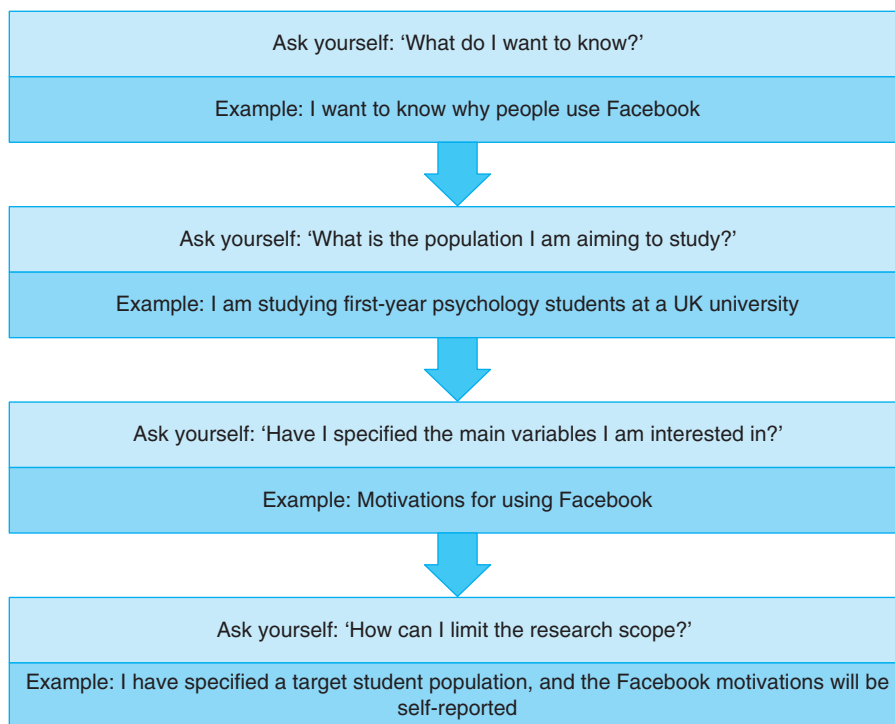 Ask yourself: ‘What do I want to know?’
Example: I want to know why people use Facebook
Ask yourself: ‘What is the population I am aiming to study?’
Example: I am studying first-year psychology students at a UK university
Ask yourself: ‘Have I specified the main variables I am interested in?’
Example: Motivations for using Facebook
Ask yourself: ‘How can I limit the research scope?’
Example: I have specified a target student population, and the Facebook motivations will be
self-reported